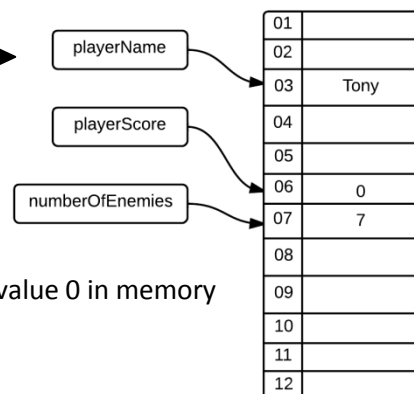 playerName
playerScore
numberOfEnemies
value 0 in memory
01
02
03 Tony
04
05
06 0
07 7
08
09
10
11
12